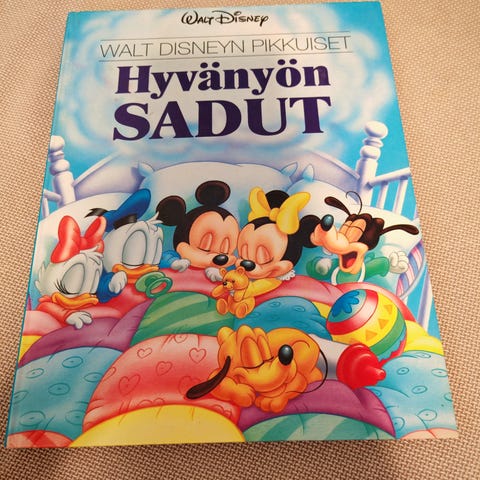 WALT DISNEY
WALT DISNEYN PIKKUISET
Hyvänyön
SADUT